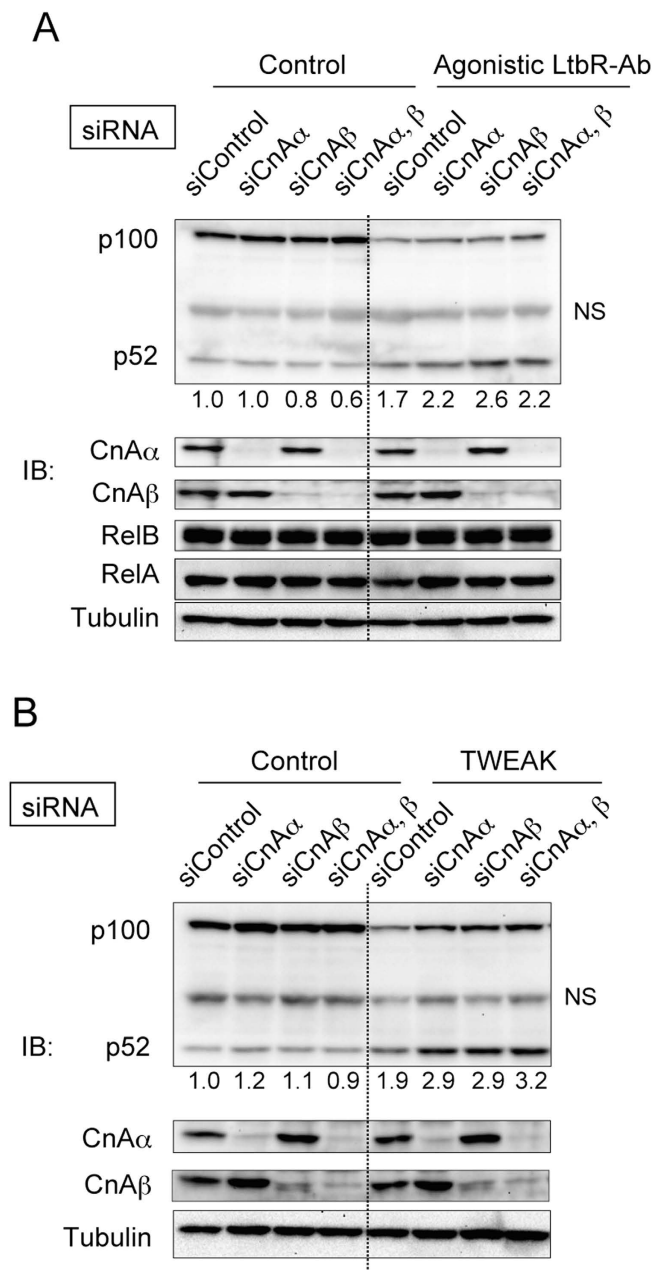 A
Control Agonistic LtbR-Ab
siRNA
siControl siCnAα siCnAβ siCnAα, β siControl siCnAα siCnAβ siCnAα, β
p100
NS
p52
1.0 1.0 0.8 0.6 1.7 2.2 2.6 2.2
IB:
CnAα
CnAβ
RelB
RelA
Tubulin
B
Control TWEAK
siRNA
siControl siCnAα siCnAβ siCnAα, β siControl siCnAα siCnAβ siCnAα, β
p100
NS
IB: p52
1.0 1.2 1.1 0.9 1.9 2.9 2.9 3.2
CnAα
CnAβ
Tubulin